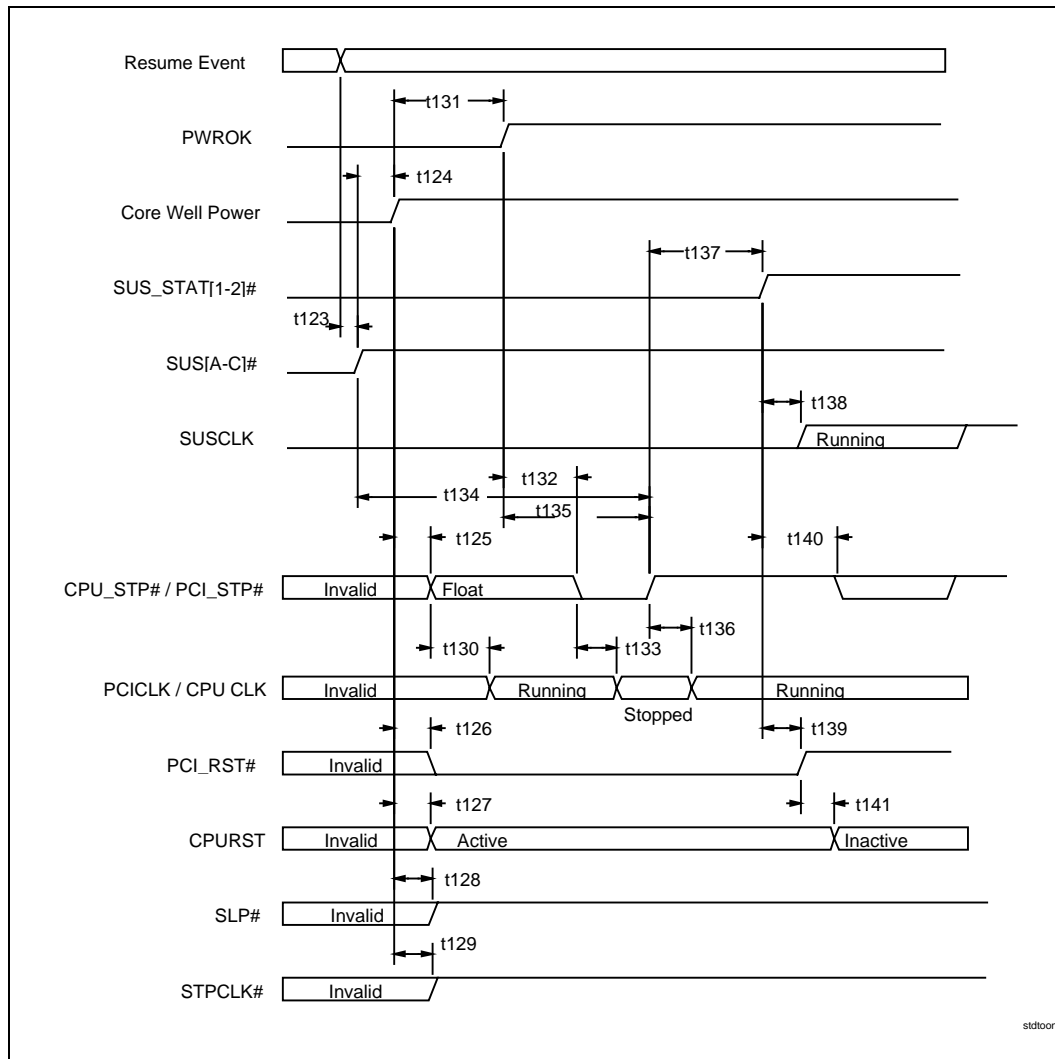 Resume Event
t131
PWROK
t124
Core Well Power
t137
SUS_STAT[1-2]#
t123
SUS[A-C]#
t138
SUSCLK
Running
t132
t134
t135
t125
t140
CPU_STP# / PCI_STP#
Invalid
Float
t136
t130
t133
PCICLK / CPU CLK
Invalid
Running
Running
Stopped
t126
t139
PCI_RST#
Invalid
t127
t141
CPURST
Invalid
Active
Inactive
t128
SLP#
Invalid
t129
STPCLK#
Invalid